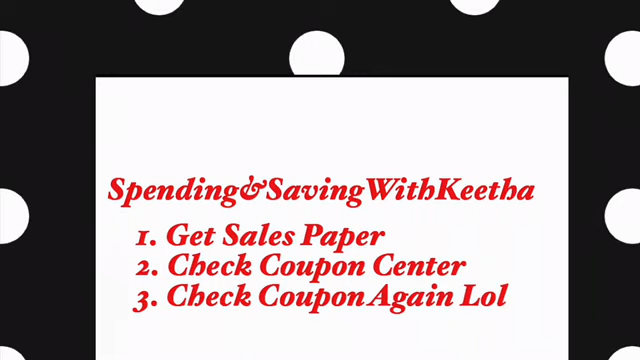 Spending&SavingWithKeetha
1. Get Sales Paper
2. Check Coupon Center
3. Check Coupon Again Lol